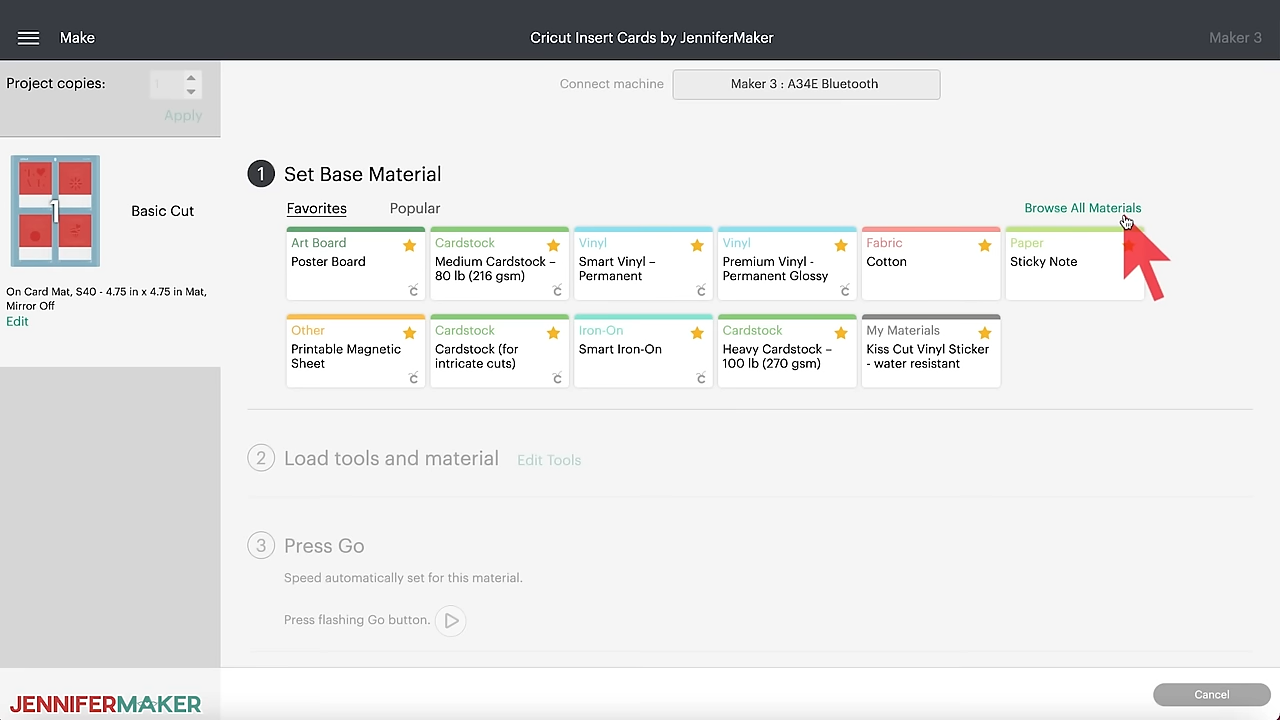 Make
Cricut Insert Cards by JenniferMaker
Maker 3
Project copies:
1
Apply
Connect machine
Maker 3 : A34E Bluetooth
1
Basic Cut
On Card Mat, S40 - 4.75 in x 4.75 in Mat,
Mirror Off
Edit
1 Set Base Material
Favorites
Popular
Browse All Materials
Art Board
Poster Board
Cardstock
Medium Cardstock –
80 lb (216 gsm)
Vinyl
Smart Vinyl –
Permanent
Vinyl
Premium Vinyl -
Permanent Glossy
Fabric
Cotton
Paper
Sticky Note
Other
Printable Magnetic
Sheet
Cardstock
Cardstock (for
intricate cuts)
Iron-On
Smart Iron-On
Cardstock
Heavy Cardstock –
100 lb (270 gsm)
My Materials
Kiss Cut Vinyl Sticker
- water resistant
2 Load tools and material Edit Tools
3 Press Go
Speed automatically set for this material.
Press flashing Go button.
JENNIFERMAKER
Cancel